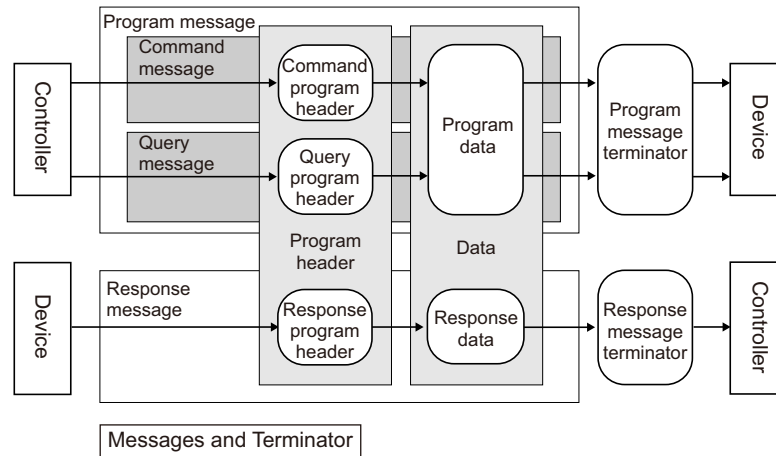 Program message
Command
message
Controller
Command
program
header
Program
data
Program
message
terminator
Device
Query
message
Query
program
header
Program
header
Data
Device
Response
message
Response
program
header
Response
data
Response
message
terminator
Controller
Messages and Terminator